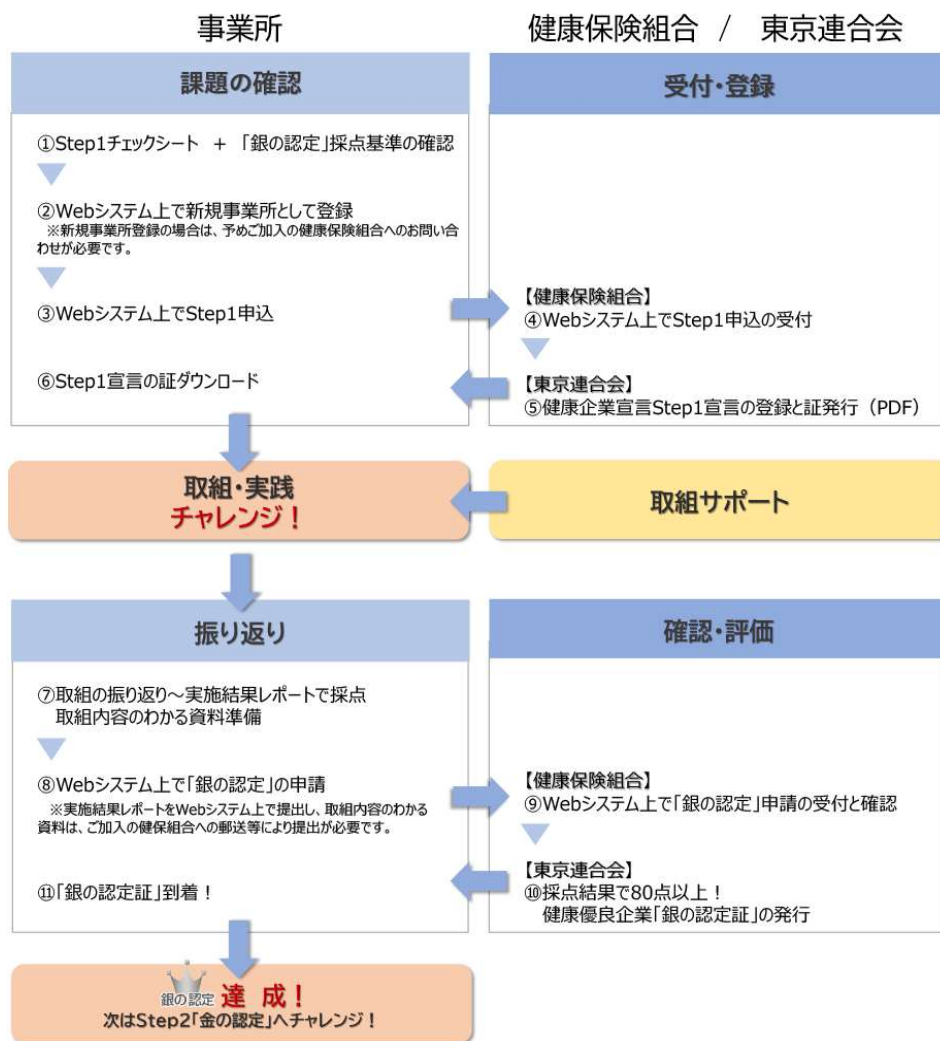 事業所
健康保険組合 / 東京連合会
課題の確認
受付・登録
①Step1チェックシート + 「銀の認定」採点基準の確認
②Webシステム上で新規事業所として登録
※新規事業所登録の場合は、予めご加入の健康保険組合へのお問い合
わせが必要です。
③Webシステム上でStep1申込
【健康保険組合】
④Webシステム上でStep1申込の受付
⑥Step1宣言の証ダウンロード
【東京連合会】
⑤健康企業宣言Step1宣言の登録と証発行（PDF）
取組・実践
チャレンジ！
取組サポート
振り返り
確認・評価
⑦取組の振り返り～実施結果レポートで採点
取組内容のわかる資料準備
⑧Webシステム上で「銀の認定」の申請
※実施結果レポートをWebシステム上で提出し、取組内容のわかる
資料は、ご加入の健保組合への郵送等により提出が必要です。
【健康保険組合】
⑨Webシステム上で「銀の認定」申請の受付と確認
⑪「銀の認定証」到着！
【東京連合会】
⑩採点結果で80点以上！
健康優良企業「銀の認定証」の発行
銀の認定 達 成！
次はStep2「金の認定」へチャレンジ！